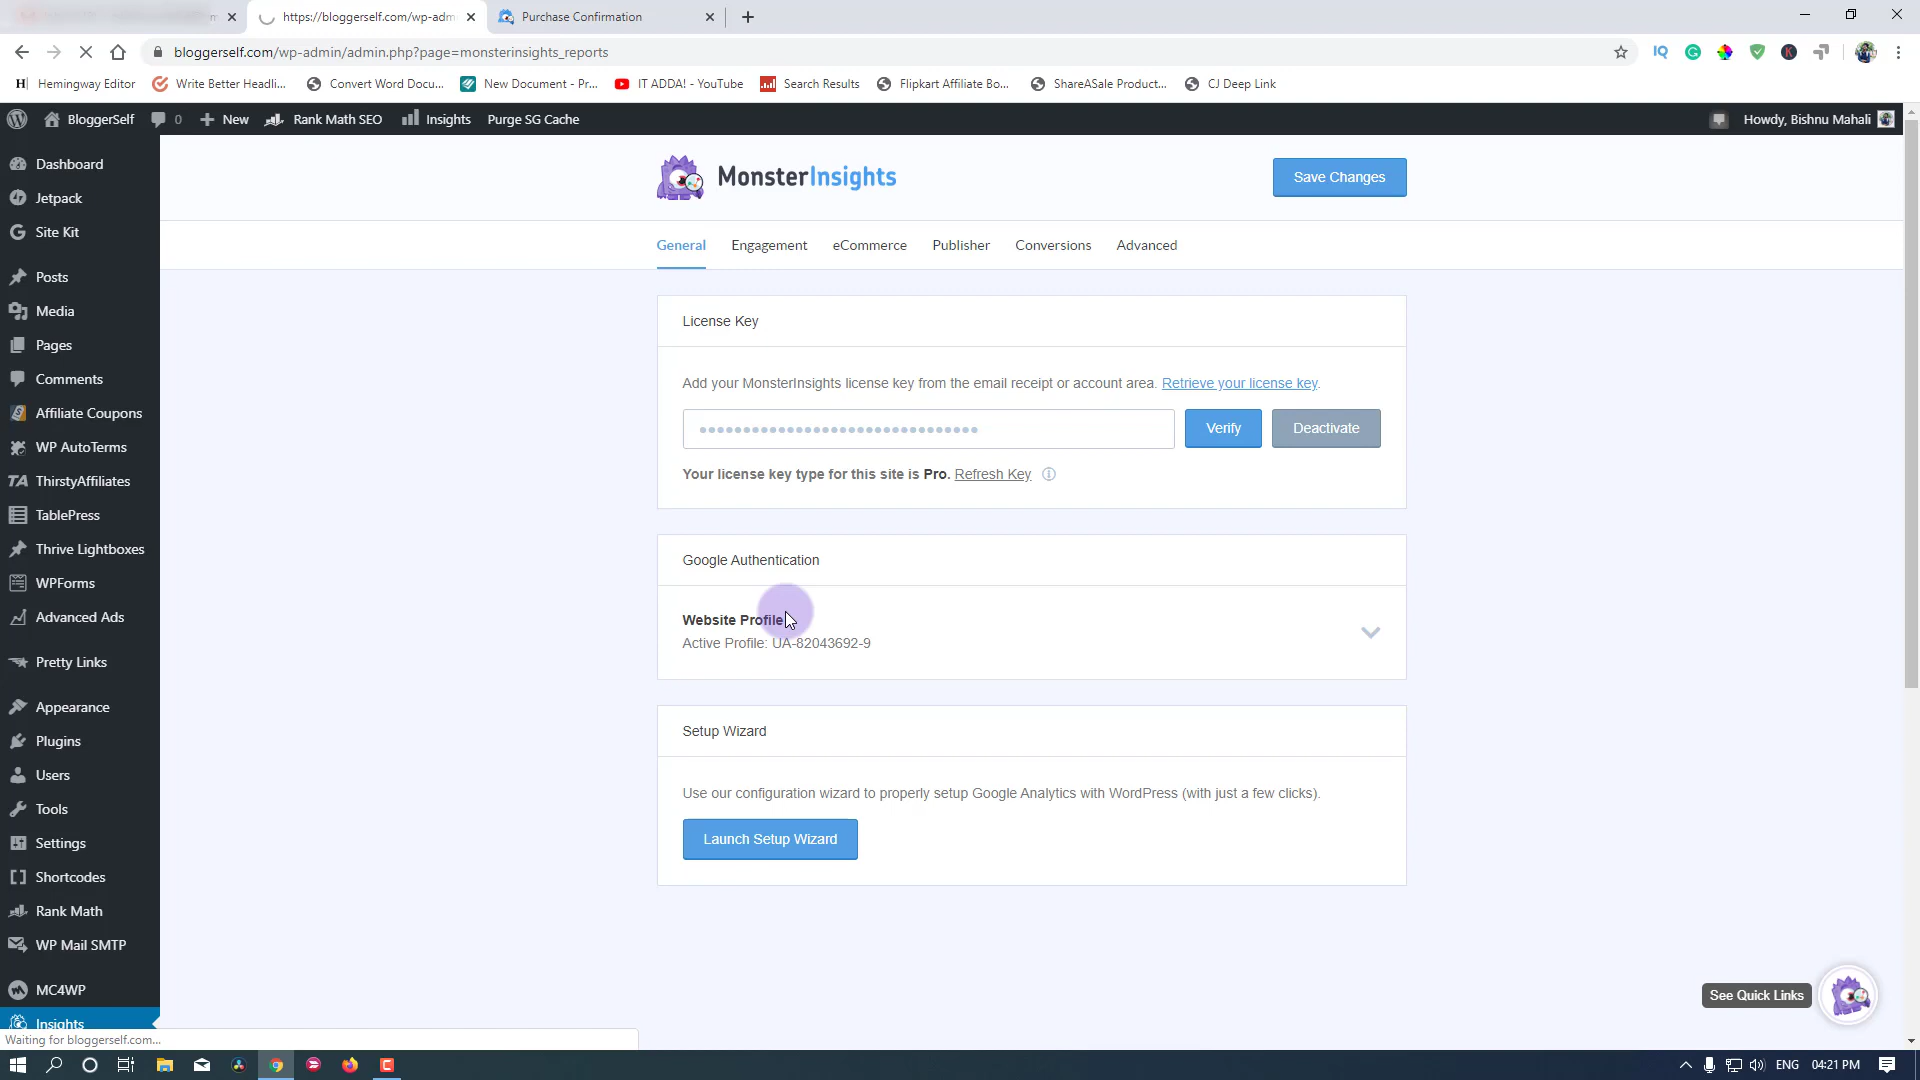 https://bloggerself.com/wp-adm
Purchase Confirmation
bloggerself.com/wp-admin/admin.php?page=monsterinsights_reports
Hemingway Editor
Write Better Headli...
Convert Word Docu...
New Document - Pr...
IT ADDA! - YouTube
Search Results
Flipkart Affiliate Bo...
ShareASale Product...
CJ Deep Link
BloggerSelf
0
New
Rank Math SEO
Insights
Purge SG Cache
Howdy, Bishnu Mahali
Dashboard
Jetpack
Site Kit
Posts
Media
Pages
Comments
Affiliate Coupons
WP AutoTerms
ThirstyAffiliates
TablePress
Thrive Lightboxes
WPForms
Advanced Ads
Pretty Links
Appearance
Plugins
Users
Tools
Settings
Shortcodes
Rank Math
WP Mail SMTP
MC4WP
Insights
MonsterInsights
Save Changes
General
Engagement
eCommerce
Publisher
Conversions
Advanced
License Key
Add your MonsterInsights license key from the email receipt or account area. Retrieve your license key.
Verify
Deactivate
Your license key type for this site is Pro. Refresh Key
Google Authentication
Website Profile
Active Profile: UA-82043692-9
Setup Wizard
Use our configuration wizard to properly setup Google Analytics with WordPress (with just a few clicks).
Launch Setup Wizard
See Quick Links
Waiting for bloggerself.com...
ENG
04:21 PM